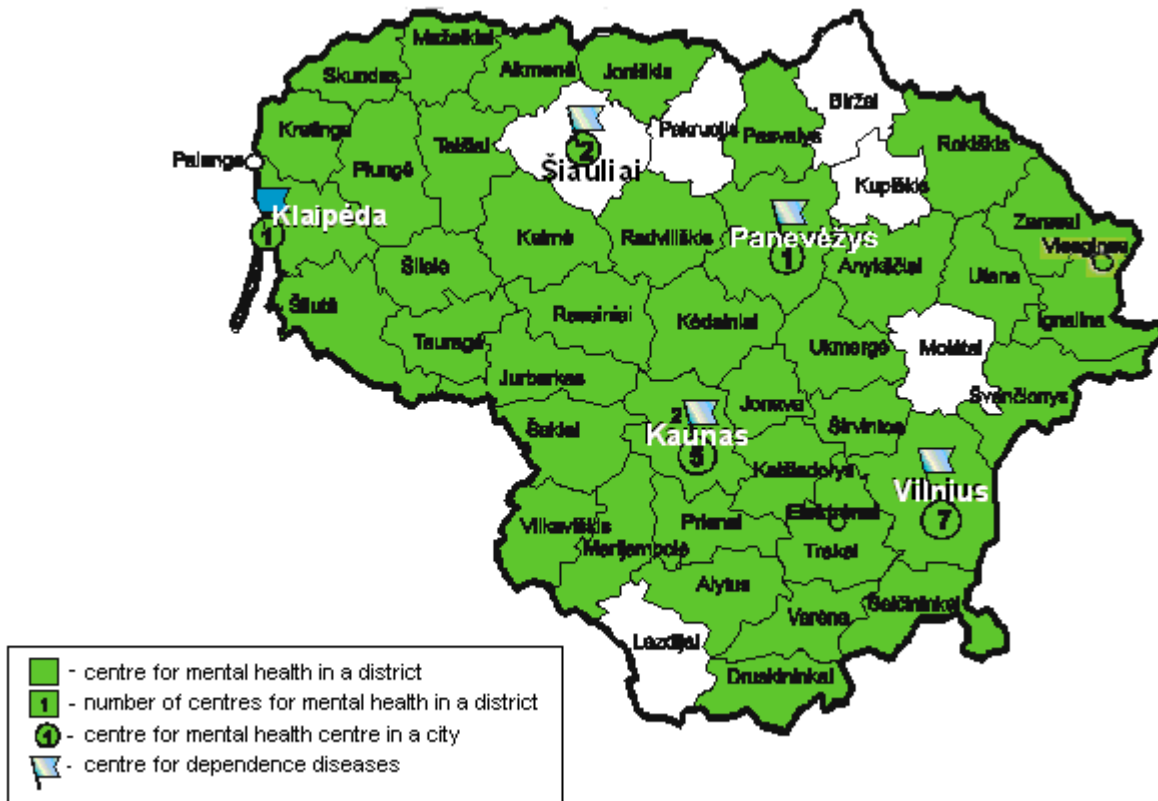 Mažeikiai
Skuodas
Akmenė
Joniškis
Biržai
Kretinga
Telšiai
2
Pakruojis
Pasvalys
Rokiškis
Palanga
Plungė
Šiauliai
Kupiškis
Klaipėda
1
Kelmė
Radviliškis
Panevėžys
1
Zarasai
Visaginas
Šilalė
Anykščiai
Utena
Šilutė
Raseiniai
Kėdainiai
Ignalina
Tauragė
Ukmergė
Molėtai
Jurbarkas
Jonava
Švenčionys
2
Kaunas
5
Šakiai
Širvintos
Kaišiadorys
Vilnius
7
Vilkaviškis
Prienai
Elektrėnai
Marijampolė
Trakai
Alytus
Varėna
Šalčininkai
Lazdijai
Druskininkai
- centre for mental health in a district
1 - number of centres for mental health in a district
1 - centre for mental health centre in a city
- centre for dependence diseases